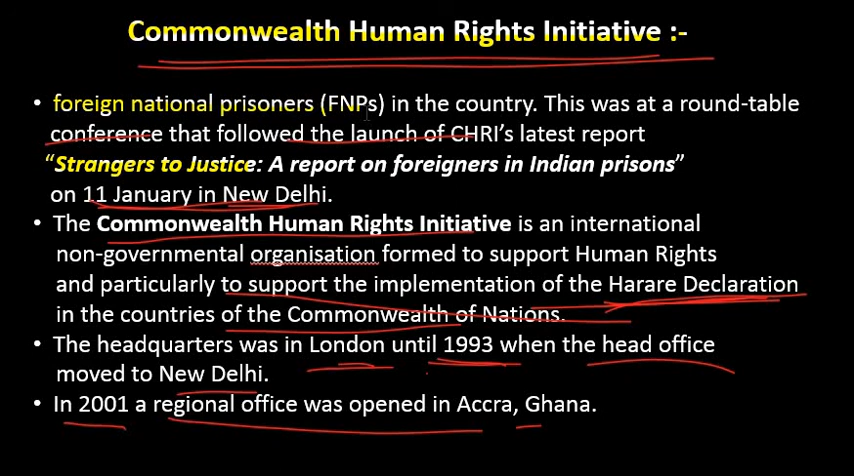 Commonwealth Human Rights Initiative :-
• foreign national prisoners (FNPs) in the country. This was at a round-table
conference that followed the launch of CHRI's latest report
“Strangers to Justice: A report on foreigners in Indian prisons”
on 11 January in New Delhi.
• The Commonwealth Human Rights Initiative is an international
non-governmental organisation formed to support Human Rights
and particularly to support the implementation of the Harare Declaration
in the countries of the Commonwealth of Nations.
• The headquarters was in London until 1993 when the head office
moved to New Delhi.
• In 2001 a regional office was opened in Accra, Ghana.